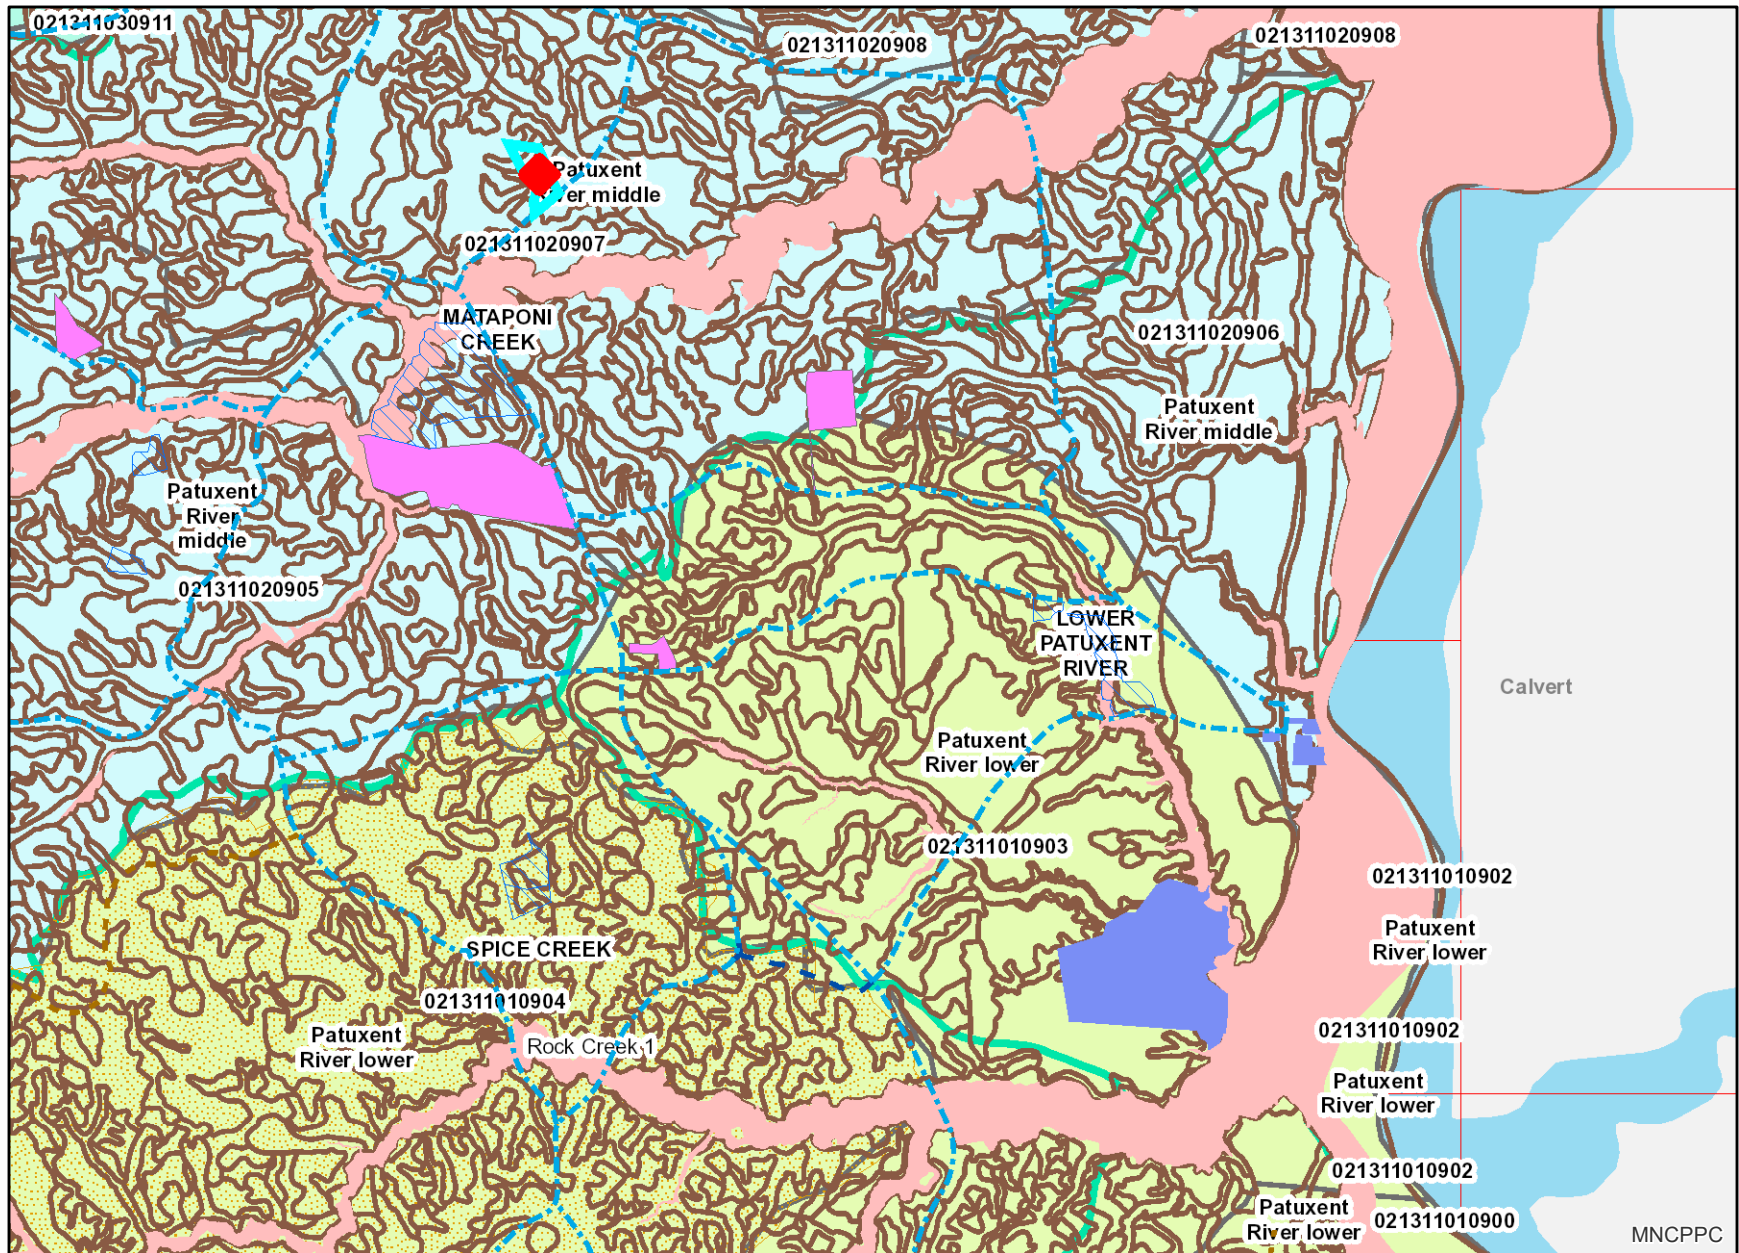 021311030911
021311020908
021311020908
Patuxent
River middle
021311020907
MATAPONI
CREEK
021311020906
Patuxent
River middle
Patuxent
River
middle
021311020905
LOWER
PATUXENT
RIVER
Calvert
Patuxent
River lower
021311010903
021311010902
Patuxent
River lower
SPICE CREEK
021311010904
Patuxent
River lower
Rock Creek 1
021311010902
Patuxent
River lower
021311010902
Patuxent
River lower
021311010900
MNCPPC